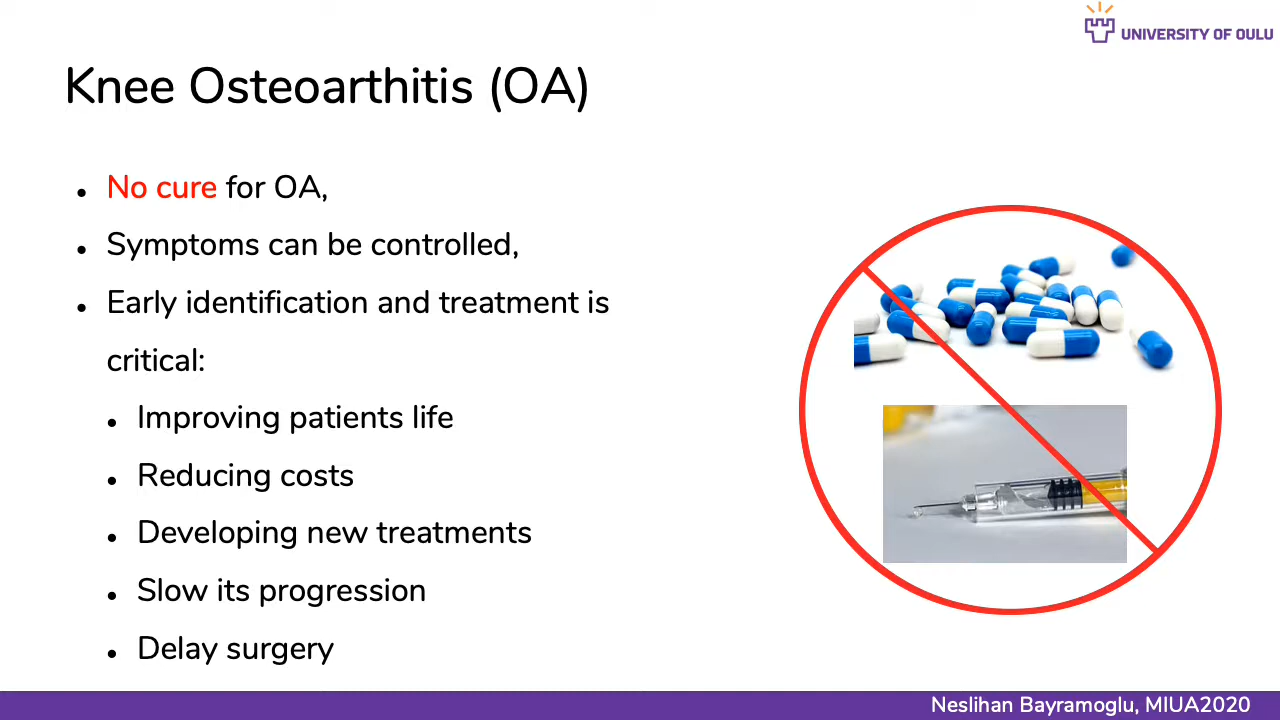 UNIVERSITY OF OULU
Knee Osteoarthitis (OA)
• No cure for OA,
• Symptoms can be controlled,
• Early identification and treatment is
critical:
• Improving patients life
• Reducing costs
• Developing new treatments
• Slow its progression
• Delay surgery
Neslihan Bayramoglu, MIUA2020